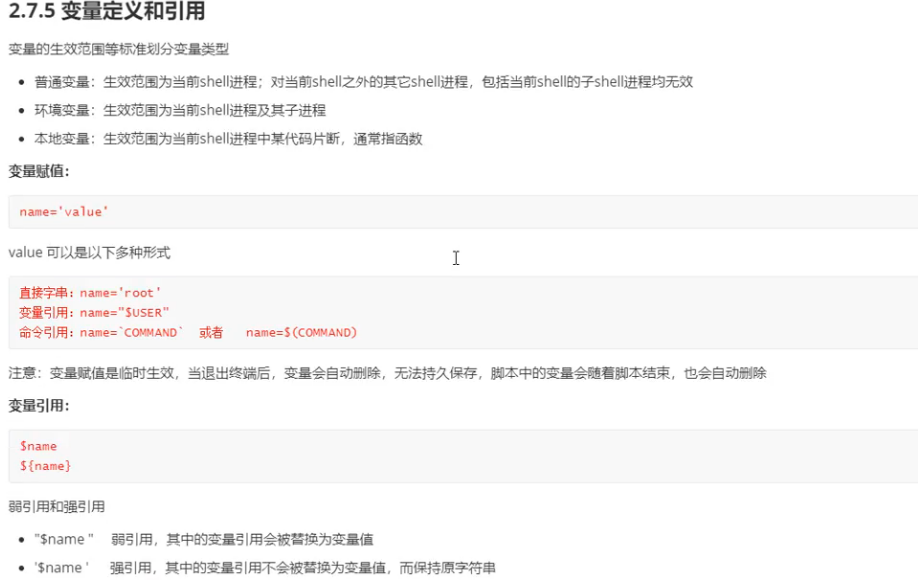 2.7.5 变量定义和引用
变量的生效范围等标准划分变量类型
• 普通变量：生效范围为当前shell进程；对当前shell之外的其它shell进程，包括当前shell的子shell进程均无效
• 环境变量：生效范围为当前shell进程及其子进程
• 本地变量：生效范围为当前shell进程中某代码片断，通常指函数
变量赋值：
name='value'
value 可以是以下多种形式
直接字串：name='root'
变量引用：name="$USER"
命令引用：name=`COMMAND` 或者 name=$(COMMAND)
注意：变量赋值是临时生效，当退出终端后，变量会自动删除，无法持久保存，脚本中的变量会随着脚本结束，也会自动删除
变量引用：
$name
${name}
弱引用和强引用
• "$name " 弱引用，其中的变量引用会被替换为变量值
• '$name ' 强引用，其中的变量引用不会被替换为变量值，而保持原字符串